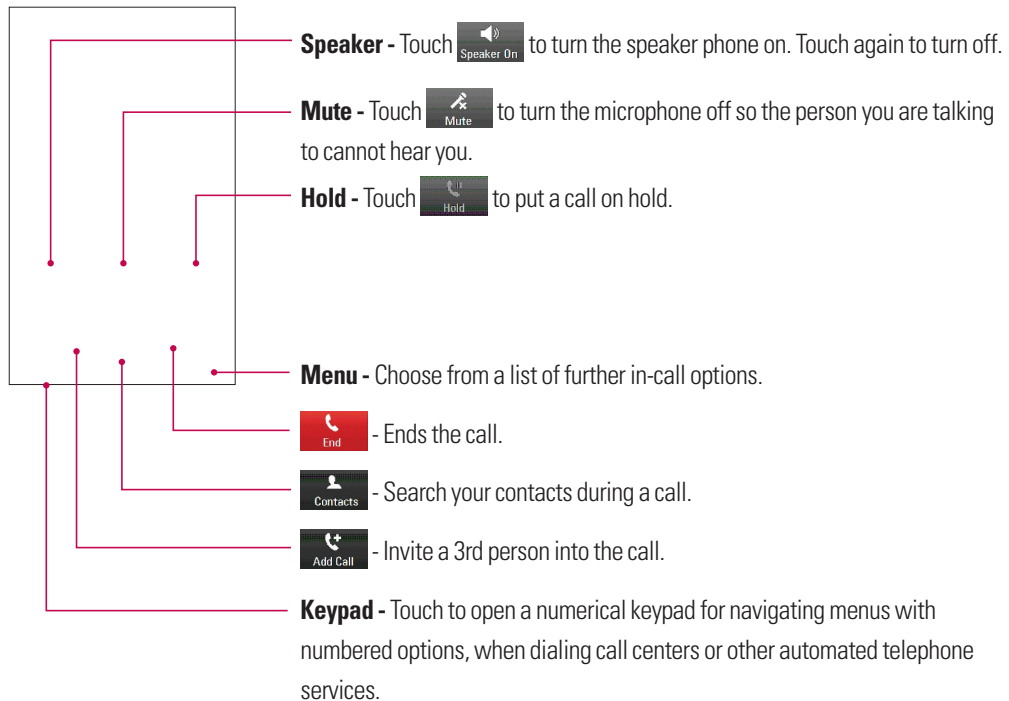 Speaker - Touch Speaker On to turn the speaker phone on. Touch again to turn off.
Mute - Touch Mute to turn the microphone off so the person you are talking
to cannot hear you.
Hold - Touch Hold to put a call on hold.
Menu - Choose from a list of further in-call options.
End - Ends the call.
Contacts - Search your contacts during a call.
Add Call - Invite a 3rd person into the call.
Keypad - Touch to open a numerical keypad for navigating menus with
numbered options, when dialing call centers or other automated telephone
services.